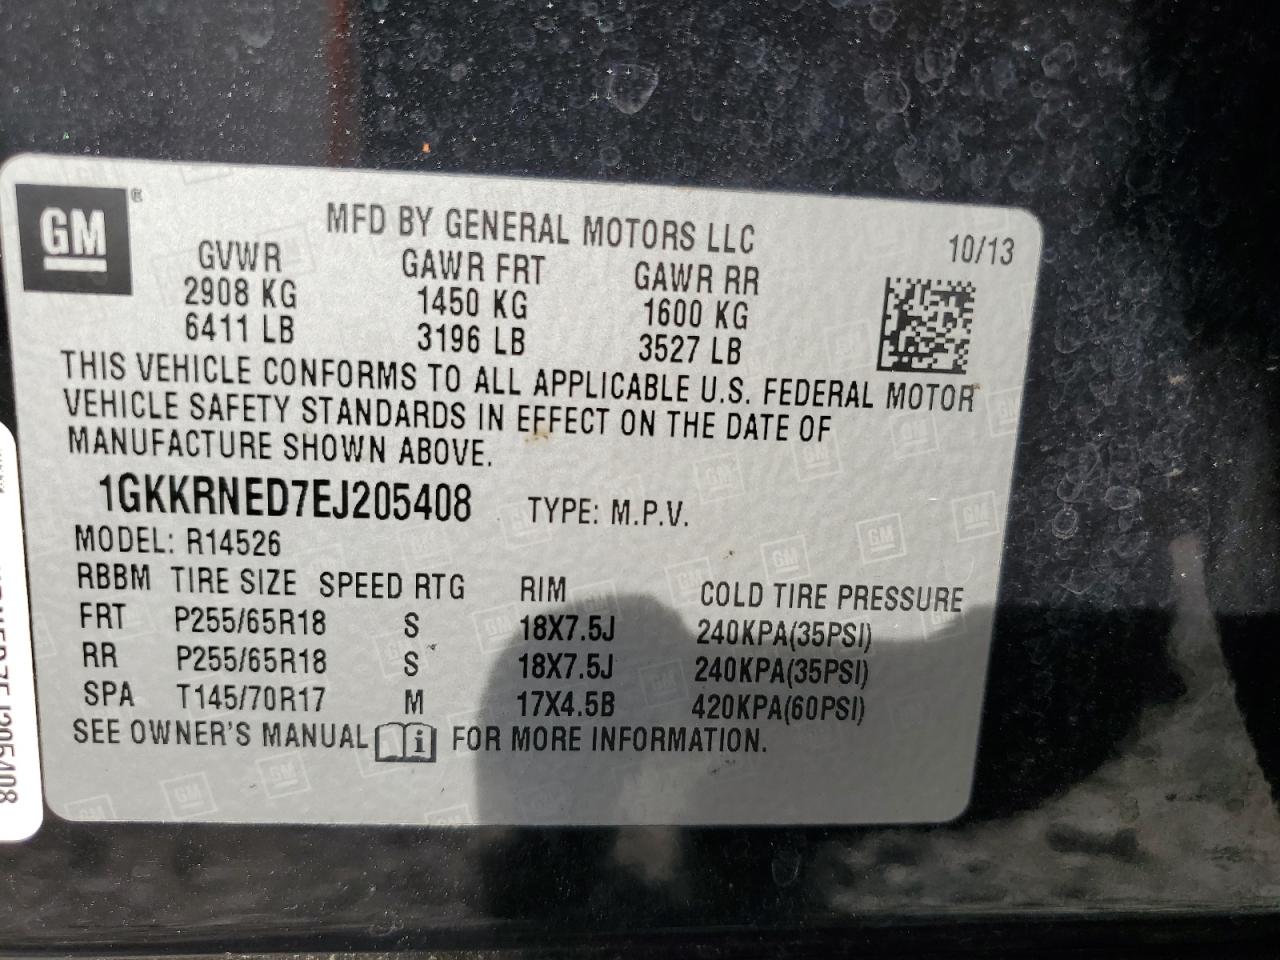 GM ®
MFD BY GENERAL MOTORS LLC
10/13
GVWR GAWR FRT GAWR RR
2908 KG 1450 KG 1600 KG
6411 LB 3196 LB 3527 LB
THIS VEHICLE CONFORMS TO ALL APPLICABLE U.S. FEDERAL MOTOR
VEHICLE SAFETY STANDARDS IN EFFECT ON THE DATE OF
MANUFACTURE SHOWN ABOVE.
1GKKRNED7EJ205408 TYPE: M.P.V.
MODEL: R14526
RBBM TIRE SIZE SPEED RTG RIM COLD TIRE PRESSURE
FRT P255/65R18 S 18X7.5J 240KPA(35PSI)
RR P255/65R18 S 18X7.5J 240KPA(35PSI)
SPA T145/70R17 M 17X4.5B 420KPA(60PSI)
SEE OWNER'S MANUAL i FOR MORE INFORMATION.